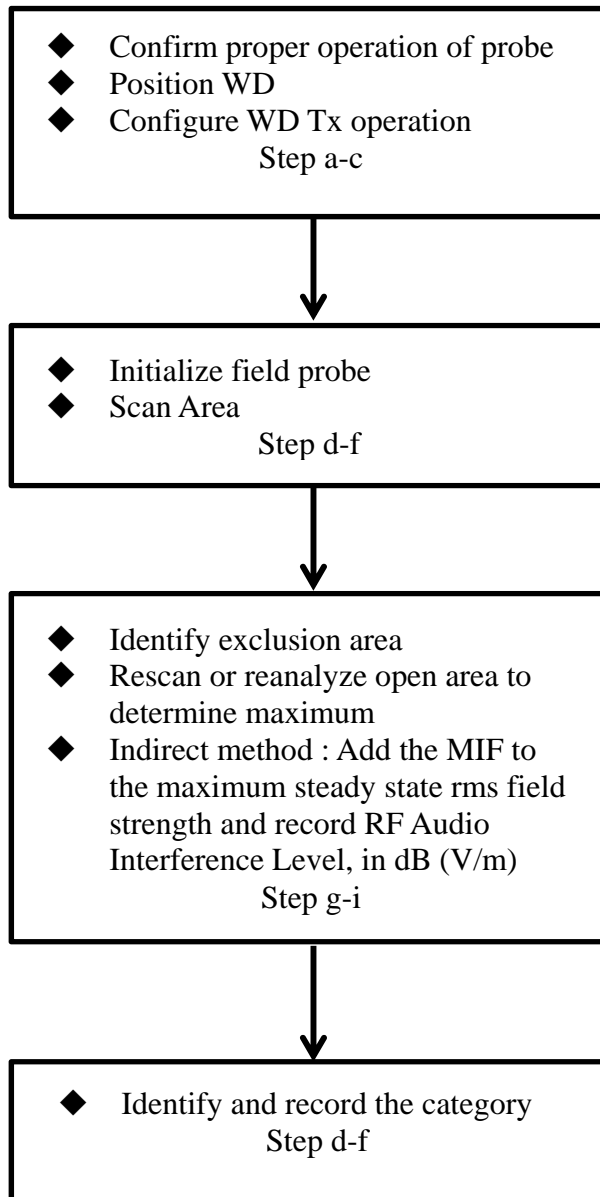 ◆ Confirm proper operation of probe
◆ Position WD
◆ Configure WD Tx operation
Step a-c
◆ Initialize field probe
◆ Scan Area
Step d-f
◆ Identify exclusion area
◆ Rescan or reanalyze open area to
determine maximum
◆ Indirect method : Add the MIF to
the maximum steady state rms field
strength and record RF Audio
Interference Level, in dB (V/m)
Step g-i
◆ Identify and record the category
Step d-f